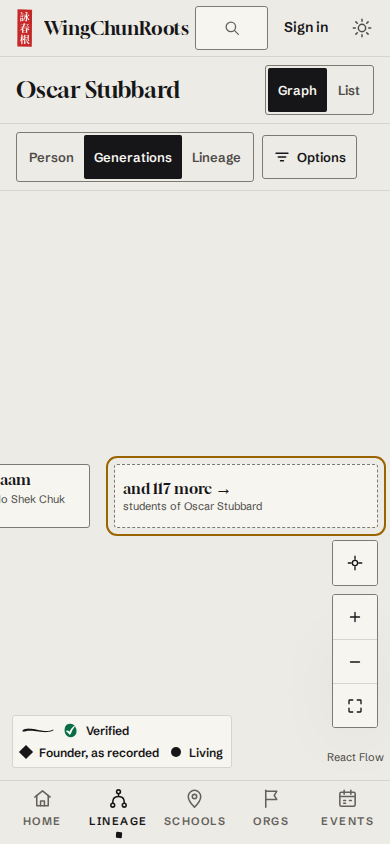 詠春根
WingChunRoots
Sign in
Oscar Stubbard
Graph
List
Person
Generations
Lineage
Options
aam
lo Shek Chuk
and 117 more →
students of Oscar Stubbard
Verified
Founder, as recorded
Living
React Flow
HOME
LINEAGE
SCHOOLS
ORGS
EVENTS